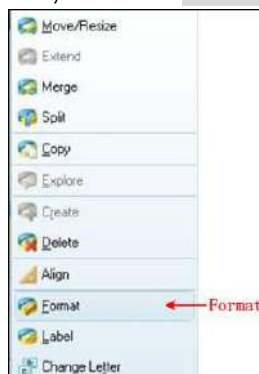 Move/Resize
Extend
Merge
Split
Copy
Explore
Create
Delete
Align
Format Format
Label
Change Letter